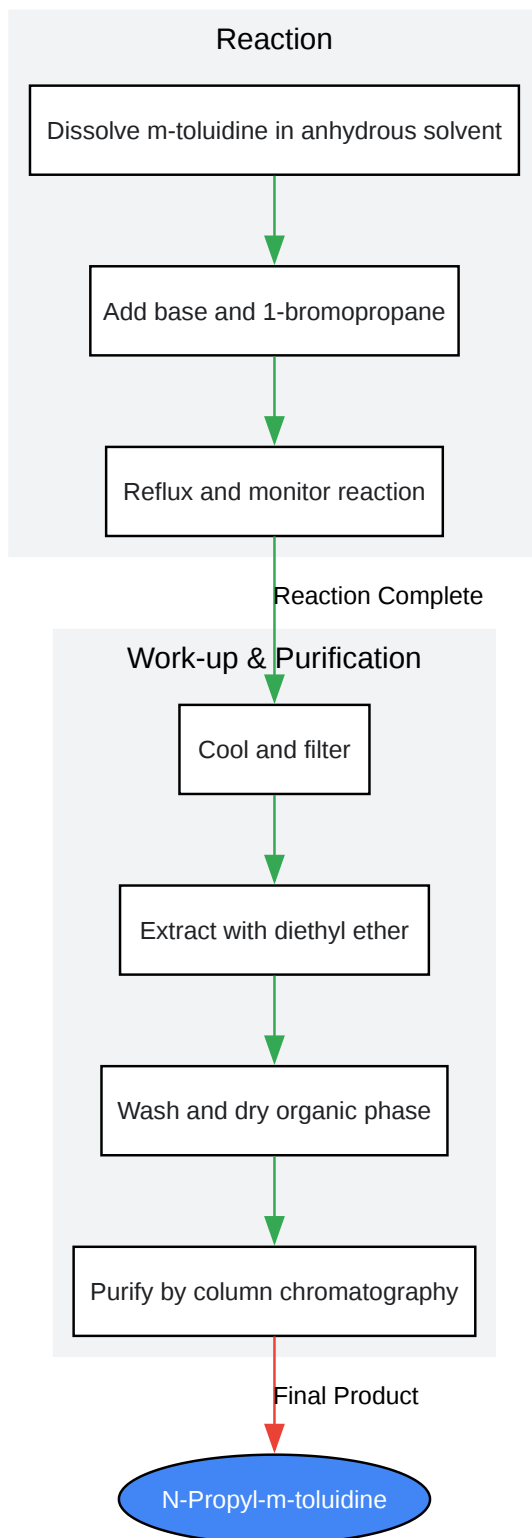 Reaction
Dissolve m-toluidine in anhydrous solvent
Add base and 1-bromopropane
Reflux and monitor reaction
Reaction Complete
Work-up & Purification
Cool and filter
Extract with diethyl ether
Wash and dry organic phase
Purify by column chromatography
Final Product
N-Propyl-m-toluidine